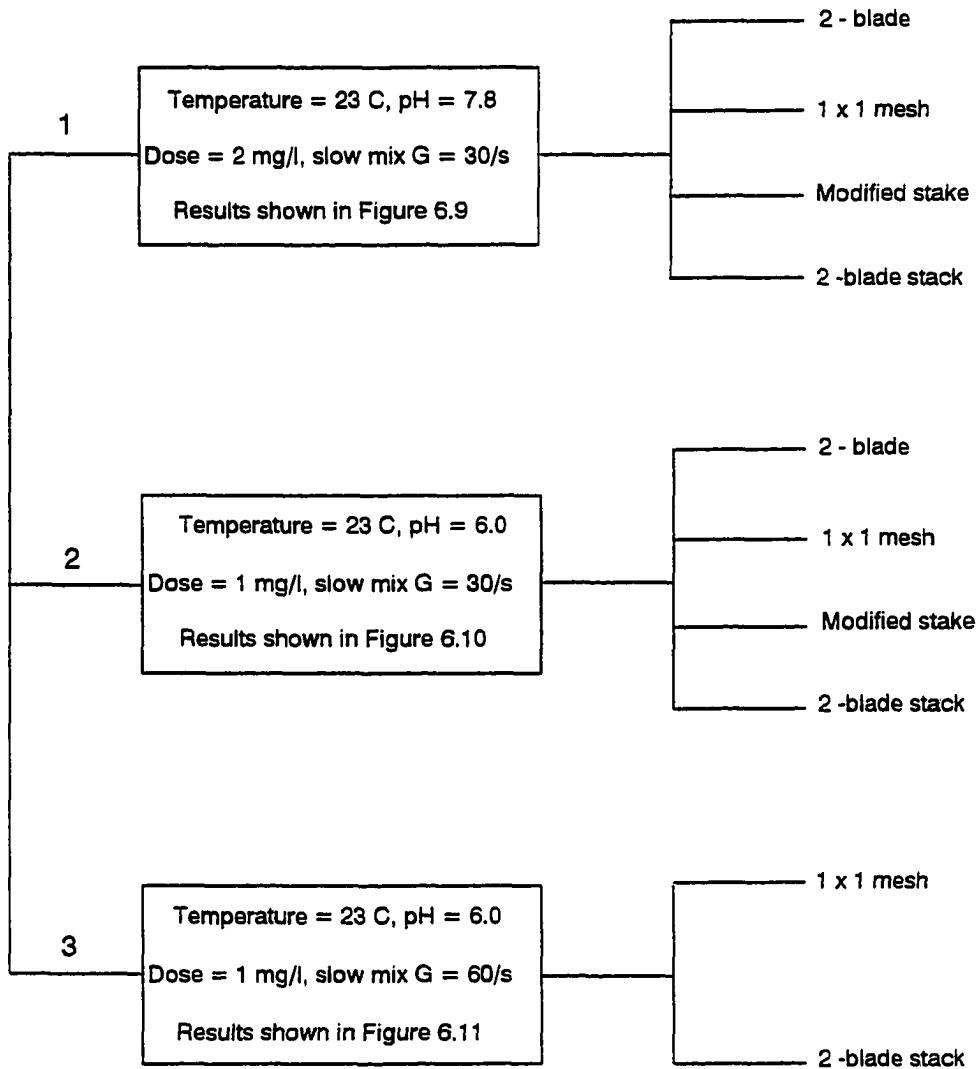 1
Temperature = 23 C, pH = 7.8
Dose = 2 mg/l, slow mix G = 30/s
Results shown in Figure 6.9
2 - blade
1 x 1 mesh
Modified stake
2 -blade stack
2
Temperature = 23 C, pH = 6.0
Dose = 1 mg/l, slow mix G = 30/s
Results shown in Figure 6.10
2 - blade
1 x 1 mesh
Modified stake
2 -blade stack
3
Temperature = 23 C, pH = 6.0
Dose = 1 mg/l, slow mix G = 60/s
Results shown in Figure 6.11
1 x 1 mesh
2 -blade stack